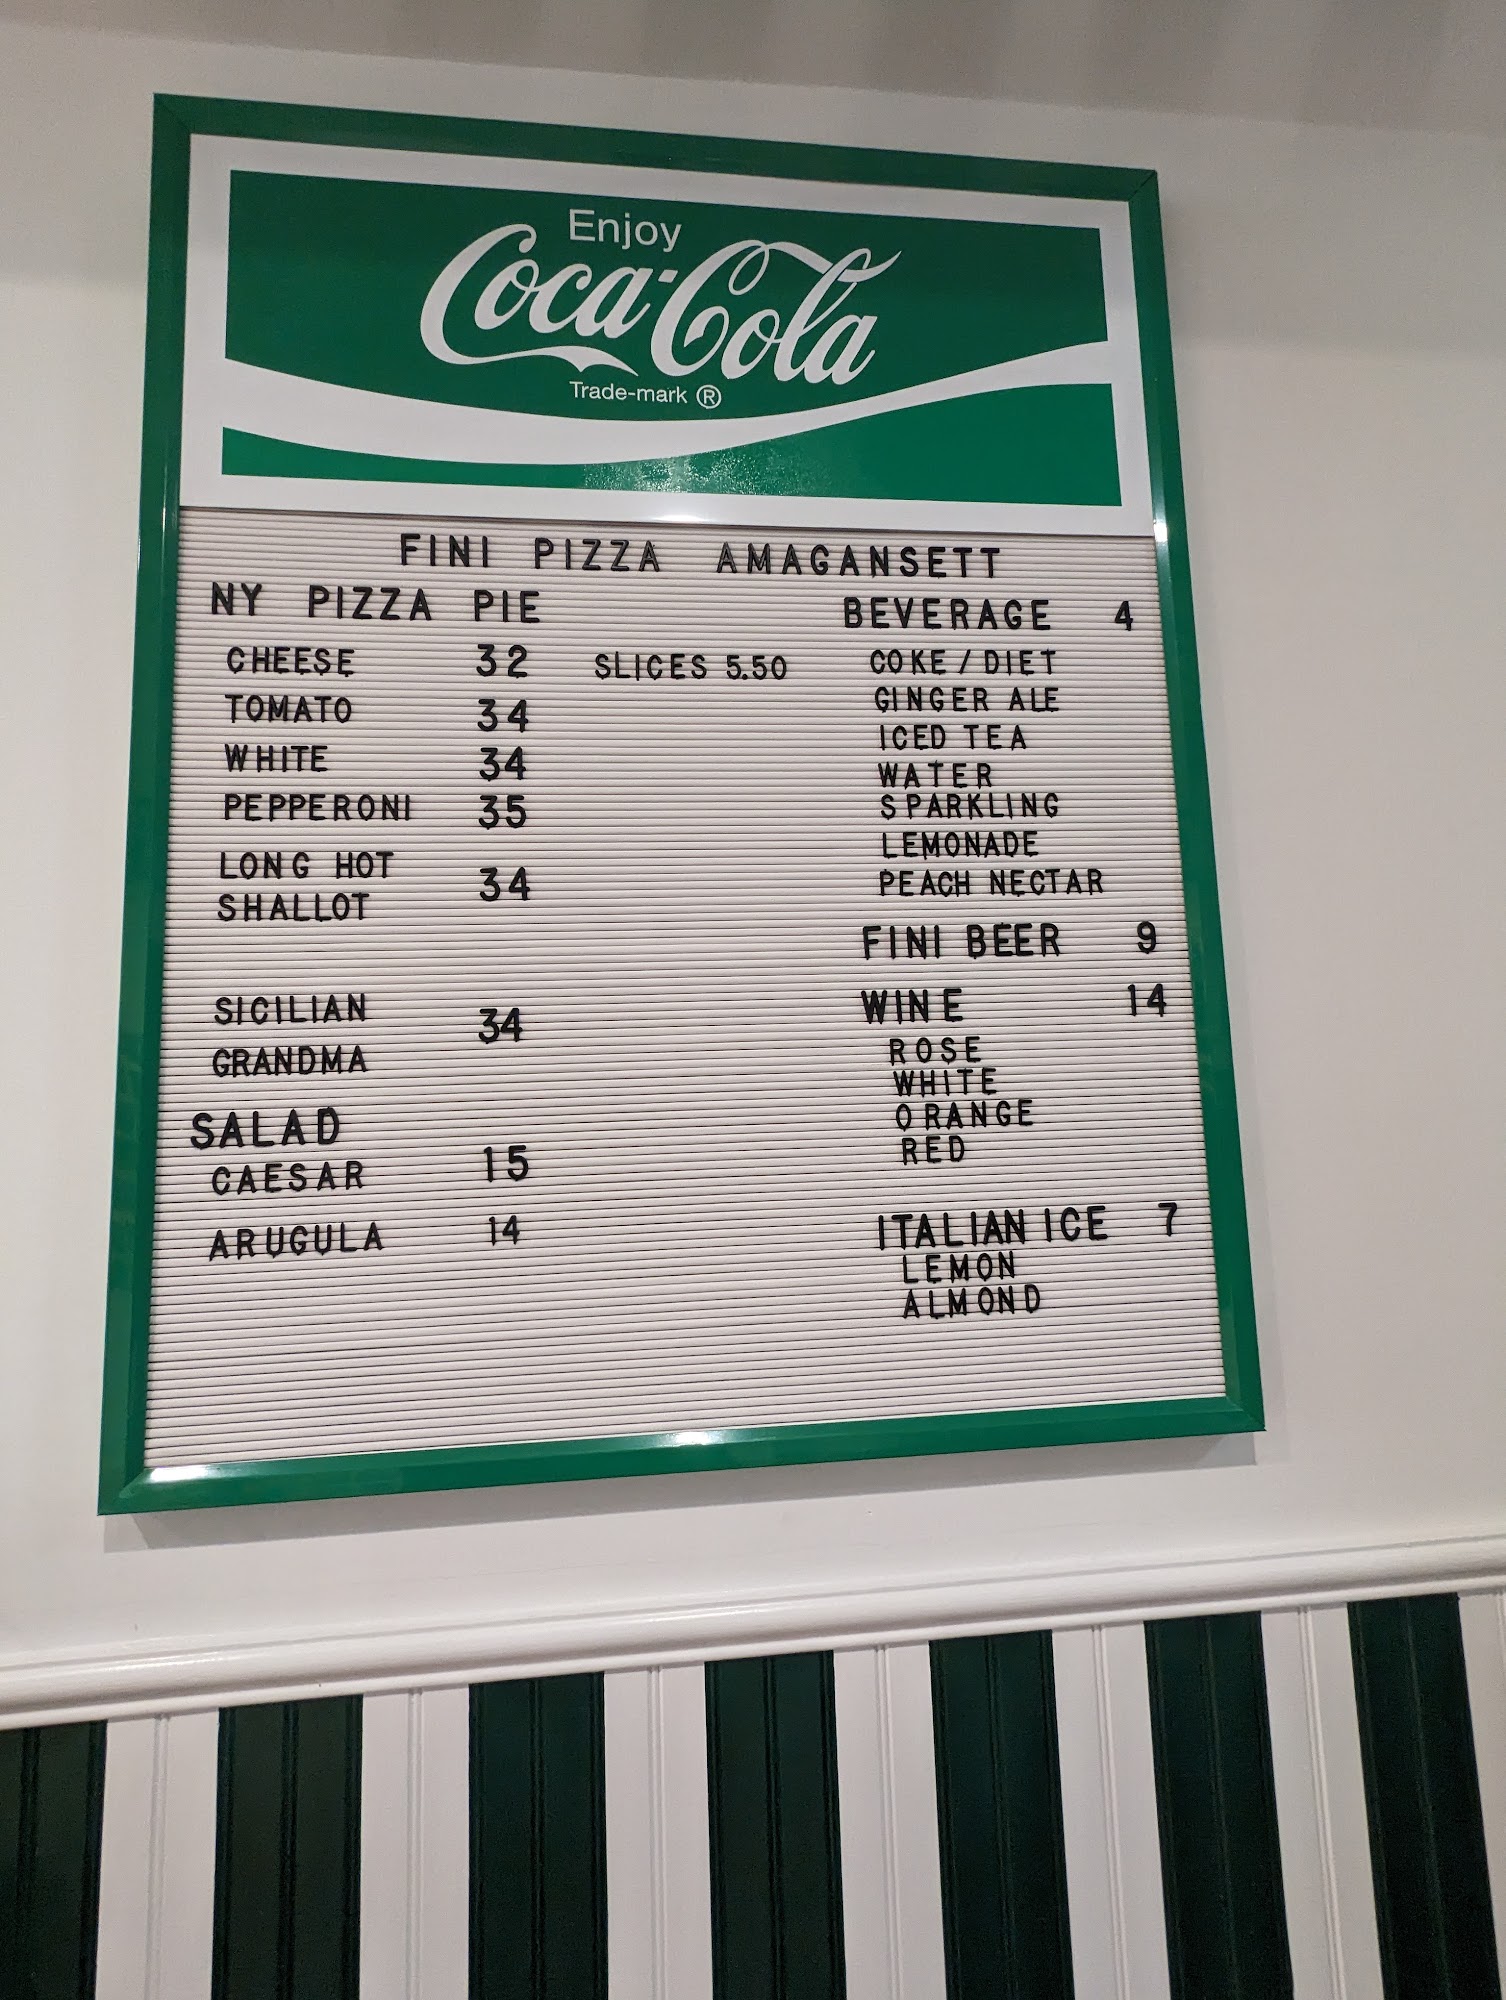 Enjoy
Coca-Cola
Trade-mark ®
FINI PIZZA AMAGANSETT
NY PIZZA PIE
CHEESE 32 SLICES 5.50
TOMATO 34
WHITE 34
PEPPERONI 35
LONG HOT
SHALLOT 34
SICILIAN
GRANDMA 34
SALAD
CAESAR 15
ARUGULA 14
BEVERAGE 4
COKE / DIET
GINGER ALE
ICED TEA
WATER
SPARKLING
LEMONADE
PEACH NECTAR
FINI BEER 9
WINE 14
ROSE
WHITE
ORANGE
RED
ITALIAN ICE 7
LEMON
ALMOND